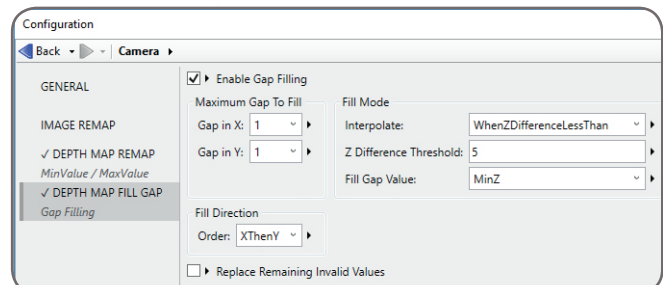 Configuration
Back Camera
GENERAL
IMAGE REMAP
✓ DEPTH MAP REMAP
MinValue / MaxValue
✓ DEPTH MAP FILL GAP
Gap Filling
Enable Gap Filling
Maximum Gap To Fill
Gap in X: 1
Gap in Y: 1
Fill Mode
Interpolate: WhenZDifferenceLessThan
Z Difference Threshold: 5
Fill Gap Value: MinZ
Fill Direction
Order: XThenY
Replace Remaining Invalid Values